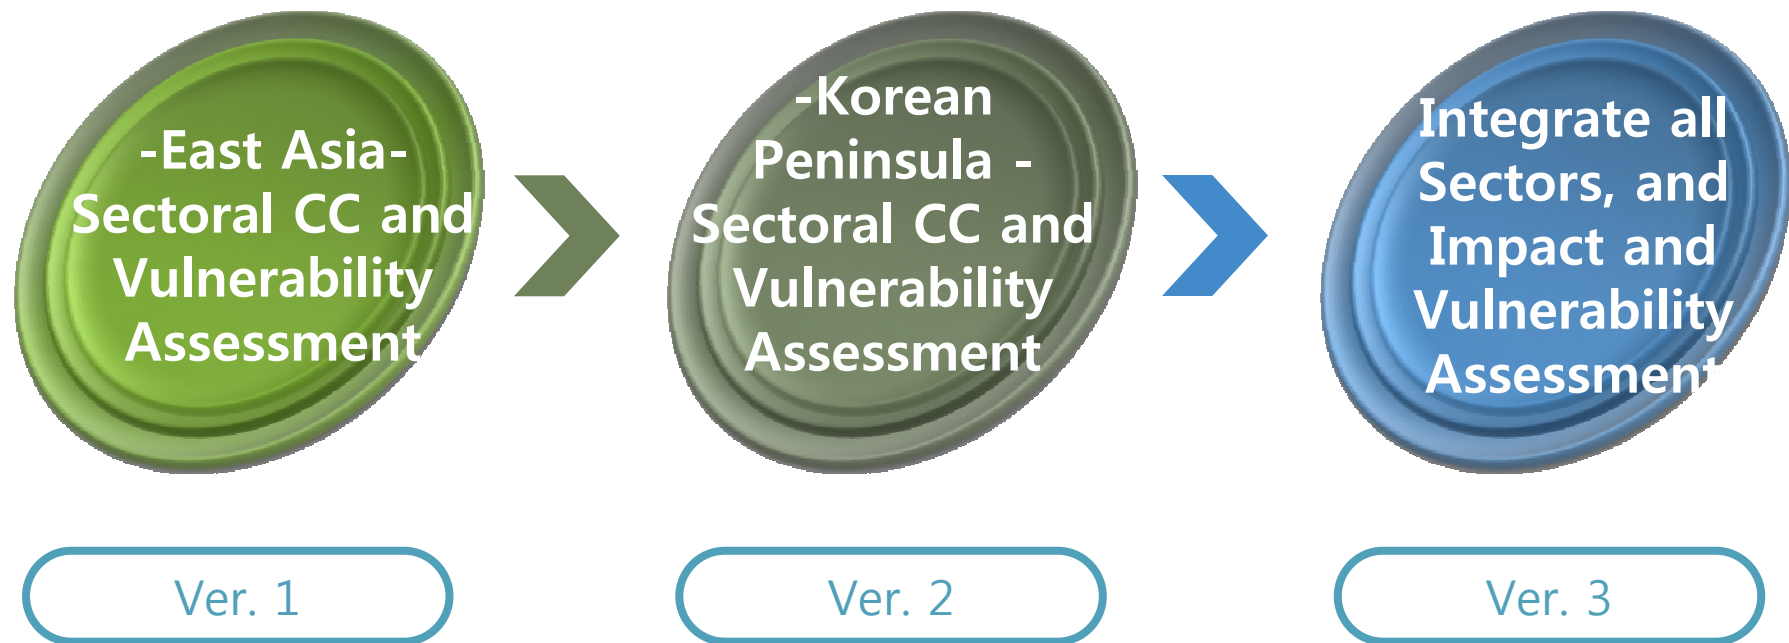 -East Asia-
Sectoral CC and
Vulnerability
Assessment
-Korean
Peninsula -
Sectoral CC and
Vulnerability
Assessment
Integrate all
Sectors, and
Impact and
Vulnerability
Assessment
Ver. 1
Ver. 2
Ver. 3